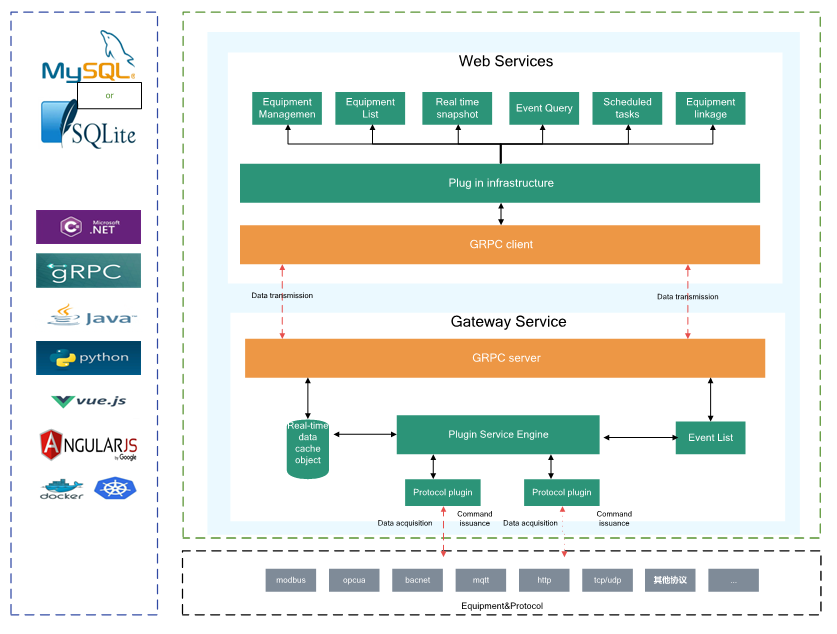 MySQL®
or
SQLite
Microsoft
.NET
gRPC
Java™
python
vue.js
ANGULARJS
by Google
docker
Web Services
Equipment
Managemen
Equipment
List
Real time
snapshot
Event Query
Scheduled
tasks
Equipment
linkage
Plug in infrastructure
GRPC client
Data transmission
Data transmission
Gateway Service
GRPC server
Real-time
data
cache
object
Plugin Service Engine
Event List
Protocol plugin
Protocol plugin
Data acquisition
Command
issuance
Data acquisition
Command
issuance
modbus
opcua
bacnet
mqtt
http
tcp/udp
其他协议
...
Equipment&Protocol